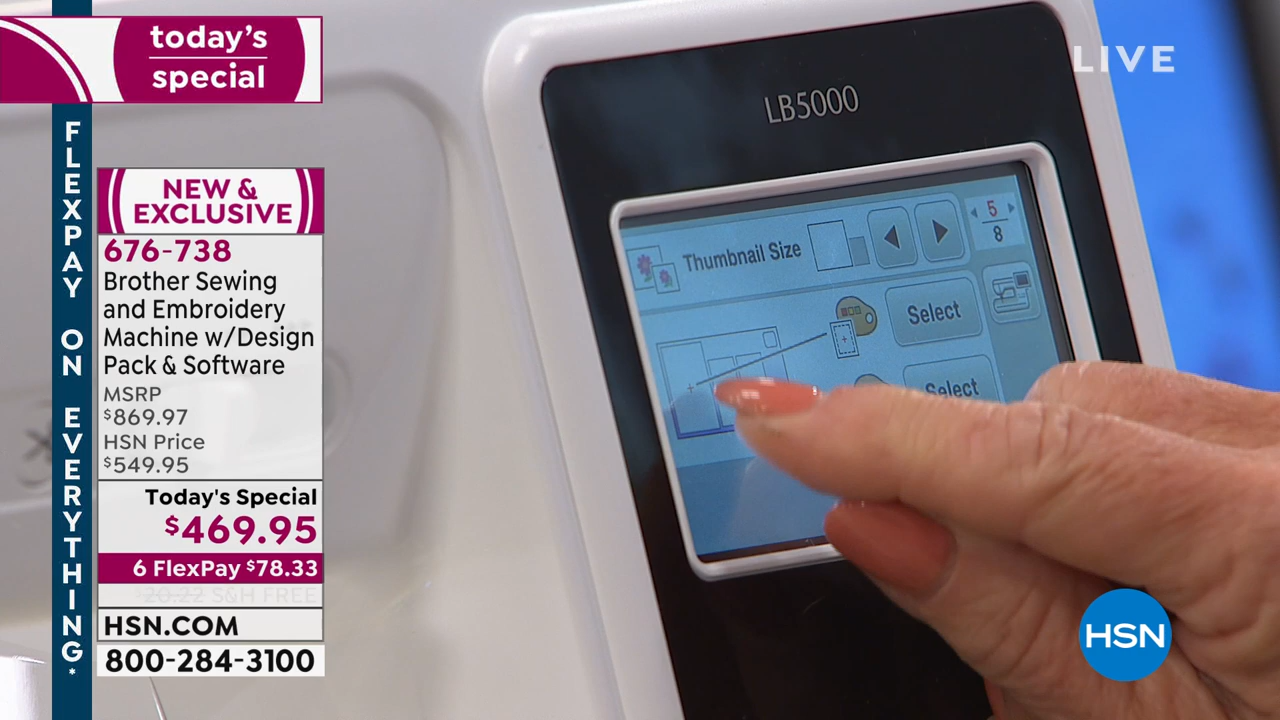 today's
special
LIVE
FLEXPAY ON EVERYTHING*
NEW &
EXCLUSIVE
676-738
Brother Sewing
and Embroidery
Machine w/Design
Pack & Software
MSRP
$869.97
HSN Price
$549.95
Today's Special
$469.95
6 FlexPay $78.33
$20.22 S&H FREE
HSN.COM
800-284-3100
LB5000
Thumbnail Size
5
8
Select
Select
HSN